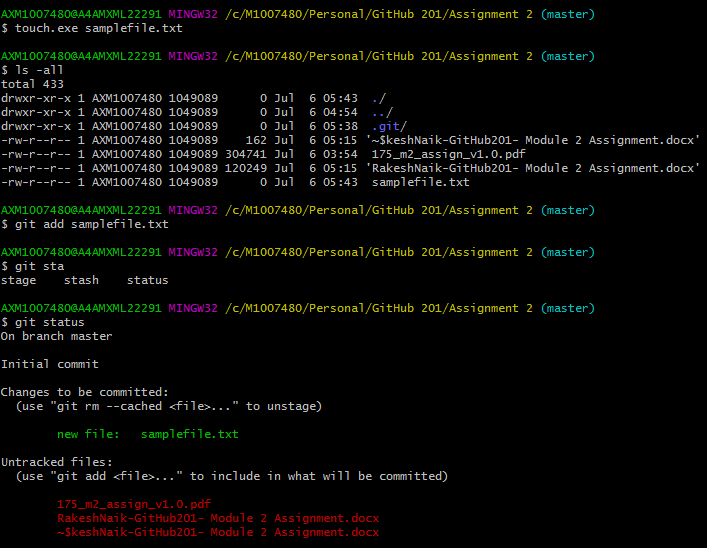 AXM1007480@A4AMXML22291 MINGW32 /c/M1007480/Personal/GitHub 201/Assignment 2 (master)
$ touch.exe samplefile.txt
AXM1007480@A4AMXML22291 MINGW32 /c/M1007480/Personal/GitHub 201/Assignment 2 (master)
$ ls -all
total 433
drwxr-xr-x 1 AXM1007480 1049089      0 Jul  6 05:43 ./
drwxr-xr-x 1 AXM1007480 1049089      0 Jul  6 04:54 ../
drwxr-xr-x 1 AXM1007480 1049089      0 Jul  6 05:38 .git/
-rw-r--r-- 1 AXM1007480 1049089    162 Jul  6 05:15 '~$keshNaik-GitHub201- Module 2 Assignment.docx'
-rw-r--r-- 1 AXM1007480 1049089 304741 Jul  6 03:54 175_m2_assign_v1.0.pdf
-rw-r--r-- 1 AXM1007480 1049089 120249 Jul  6 05:15 'RakeshNaik-GitHub201- Module 2 Assignment.docx'
-rw-r--r-- 1 AXM1007480 1049089      0 Jul  6 05:43 samplefile.txt
AXM1007480@A4AMXML22291 MINGW32 /c/M1007480/Personal/GitHub 201/Assignment 2 (master)
$ git add samplefile.txt
AXM1007480@A4AMXML22291 MINGW32 /c/M1007480/Personal/GitHub 201/Assignment 2 (master)
$ git sta
stage    stash    status
AXM1007480@A4AMXML22291 MINGW32 /c/M1007480/Personal/GitHub 201/Assignment 2 (master)
$ git status
On branch master
Initial commit
Changes to be committed:
  (use "git rm --cached <file>..." to unstage)
        new file:   samplefile.txt
Untracked files:
  (use "git add <file>..." to include in what will be committed)
        175_m2_assign_v1.0.pdf
        RakeshNaik-GitHub201- Module 2 Assignment.docx
        ~$keshNaik-GitHub201- Module 2 Assignment.docx